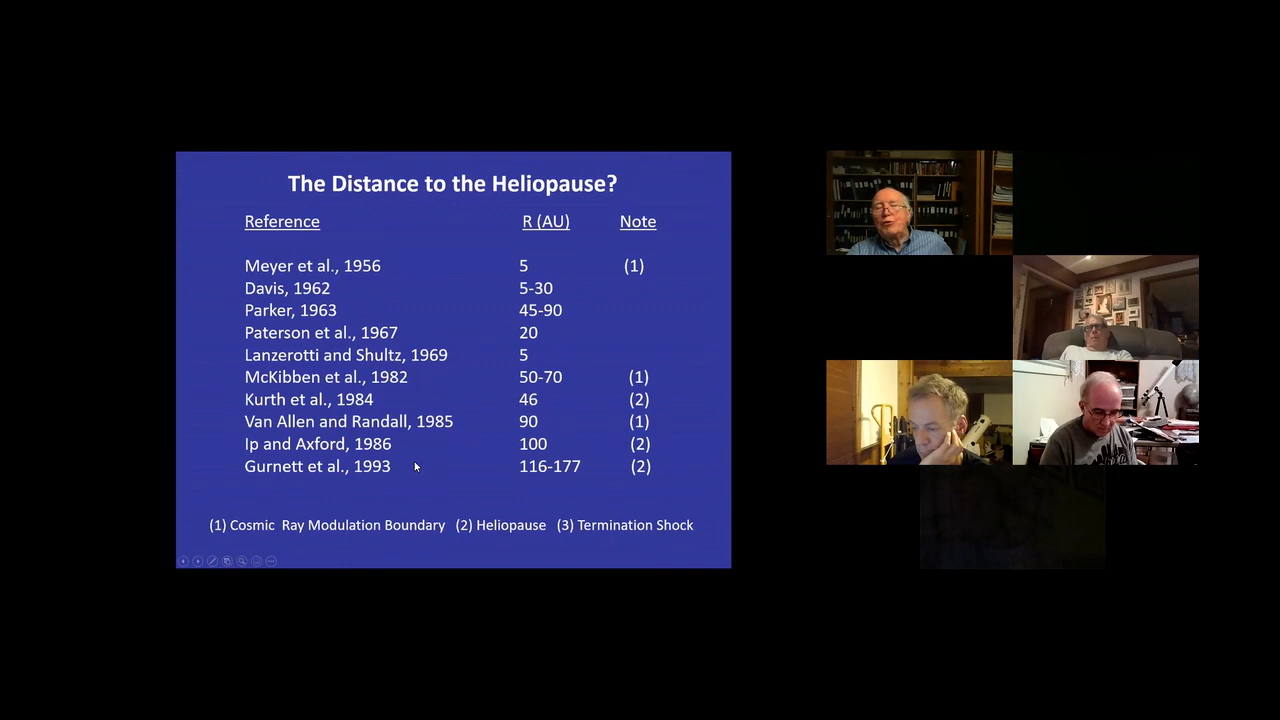 The Distance to the Heliopause?
Reference R (AU) Note
Meyer et al., 1956 5 (1)
Davis, 1962 5-30
Parker, 1963 45-90
Paterson et al., 1967 20
Lanzerotti and Shultz, 1969 5
McKibben et al., 1982 50-70 (1)
Kurth et al., 1984 46 (2)
Van Allen and Randall, 1985 90 (1)
Ip and Axford, 1986 100 (2)
Gurnett et al., 1993 116-177 (2)
(1) Cosmic Ray Modulation Boundary (2) Heliopause (3) Termination Shock